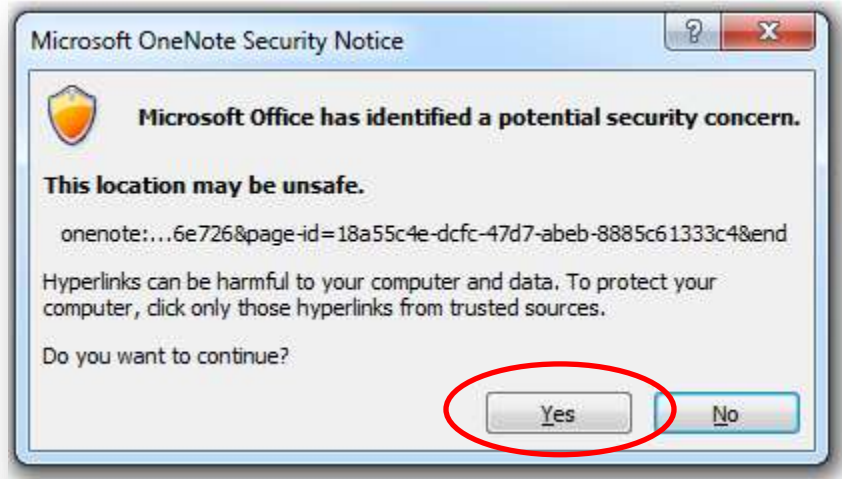 Microsoft OneNote Security Notice
Microsoft Office has identified a potential security concern.
This location may be unsafe.
onenote:...6e726&page-id=18a55c4e-dcfc-47d7-abeb-8885c61333c4&end
Hyperlinks can be harmful to your computer and data. To protect your
computer, click only those hyperlinks from trusted sources.
Do you want to continue?
Yes No